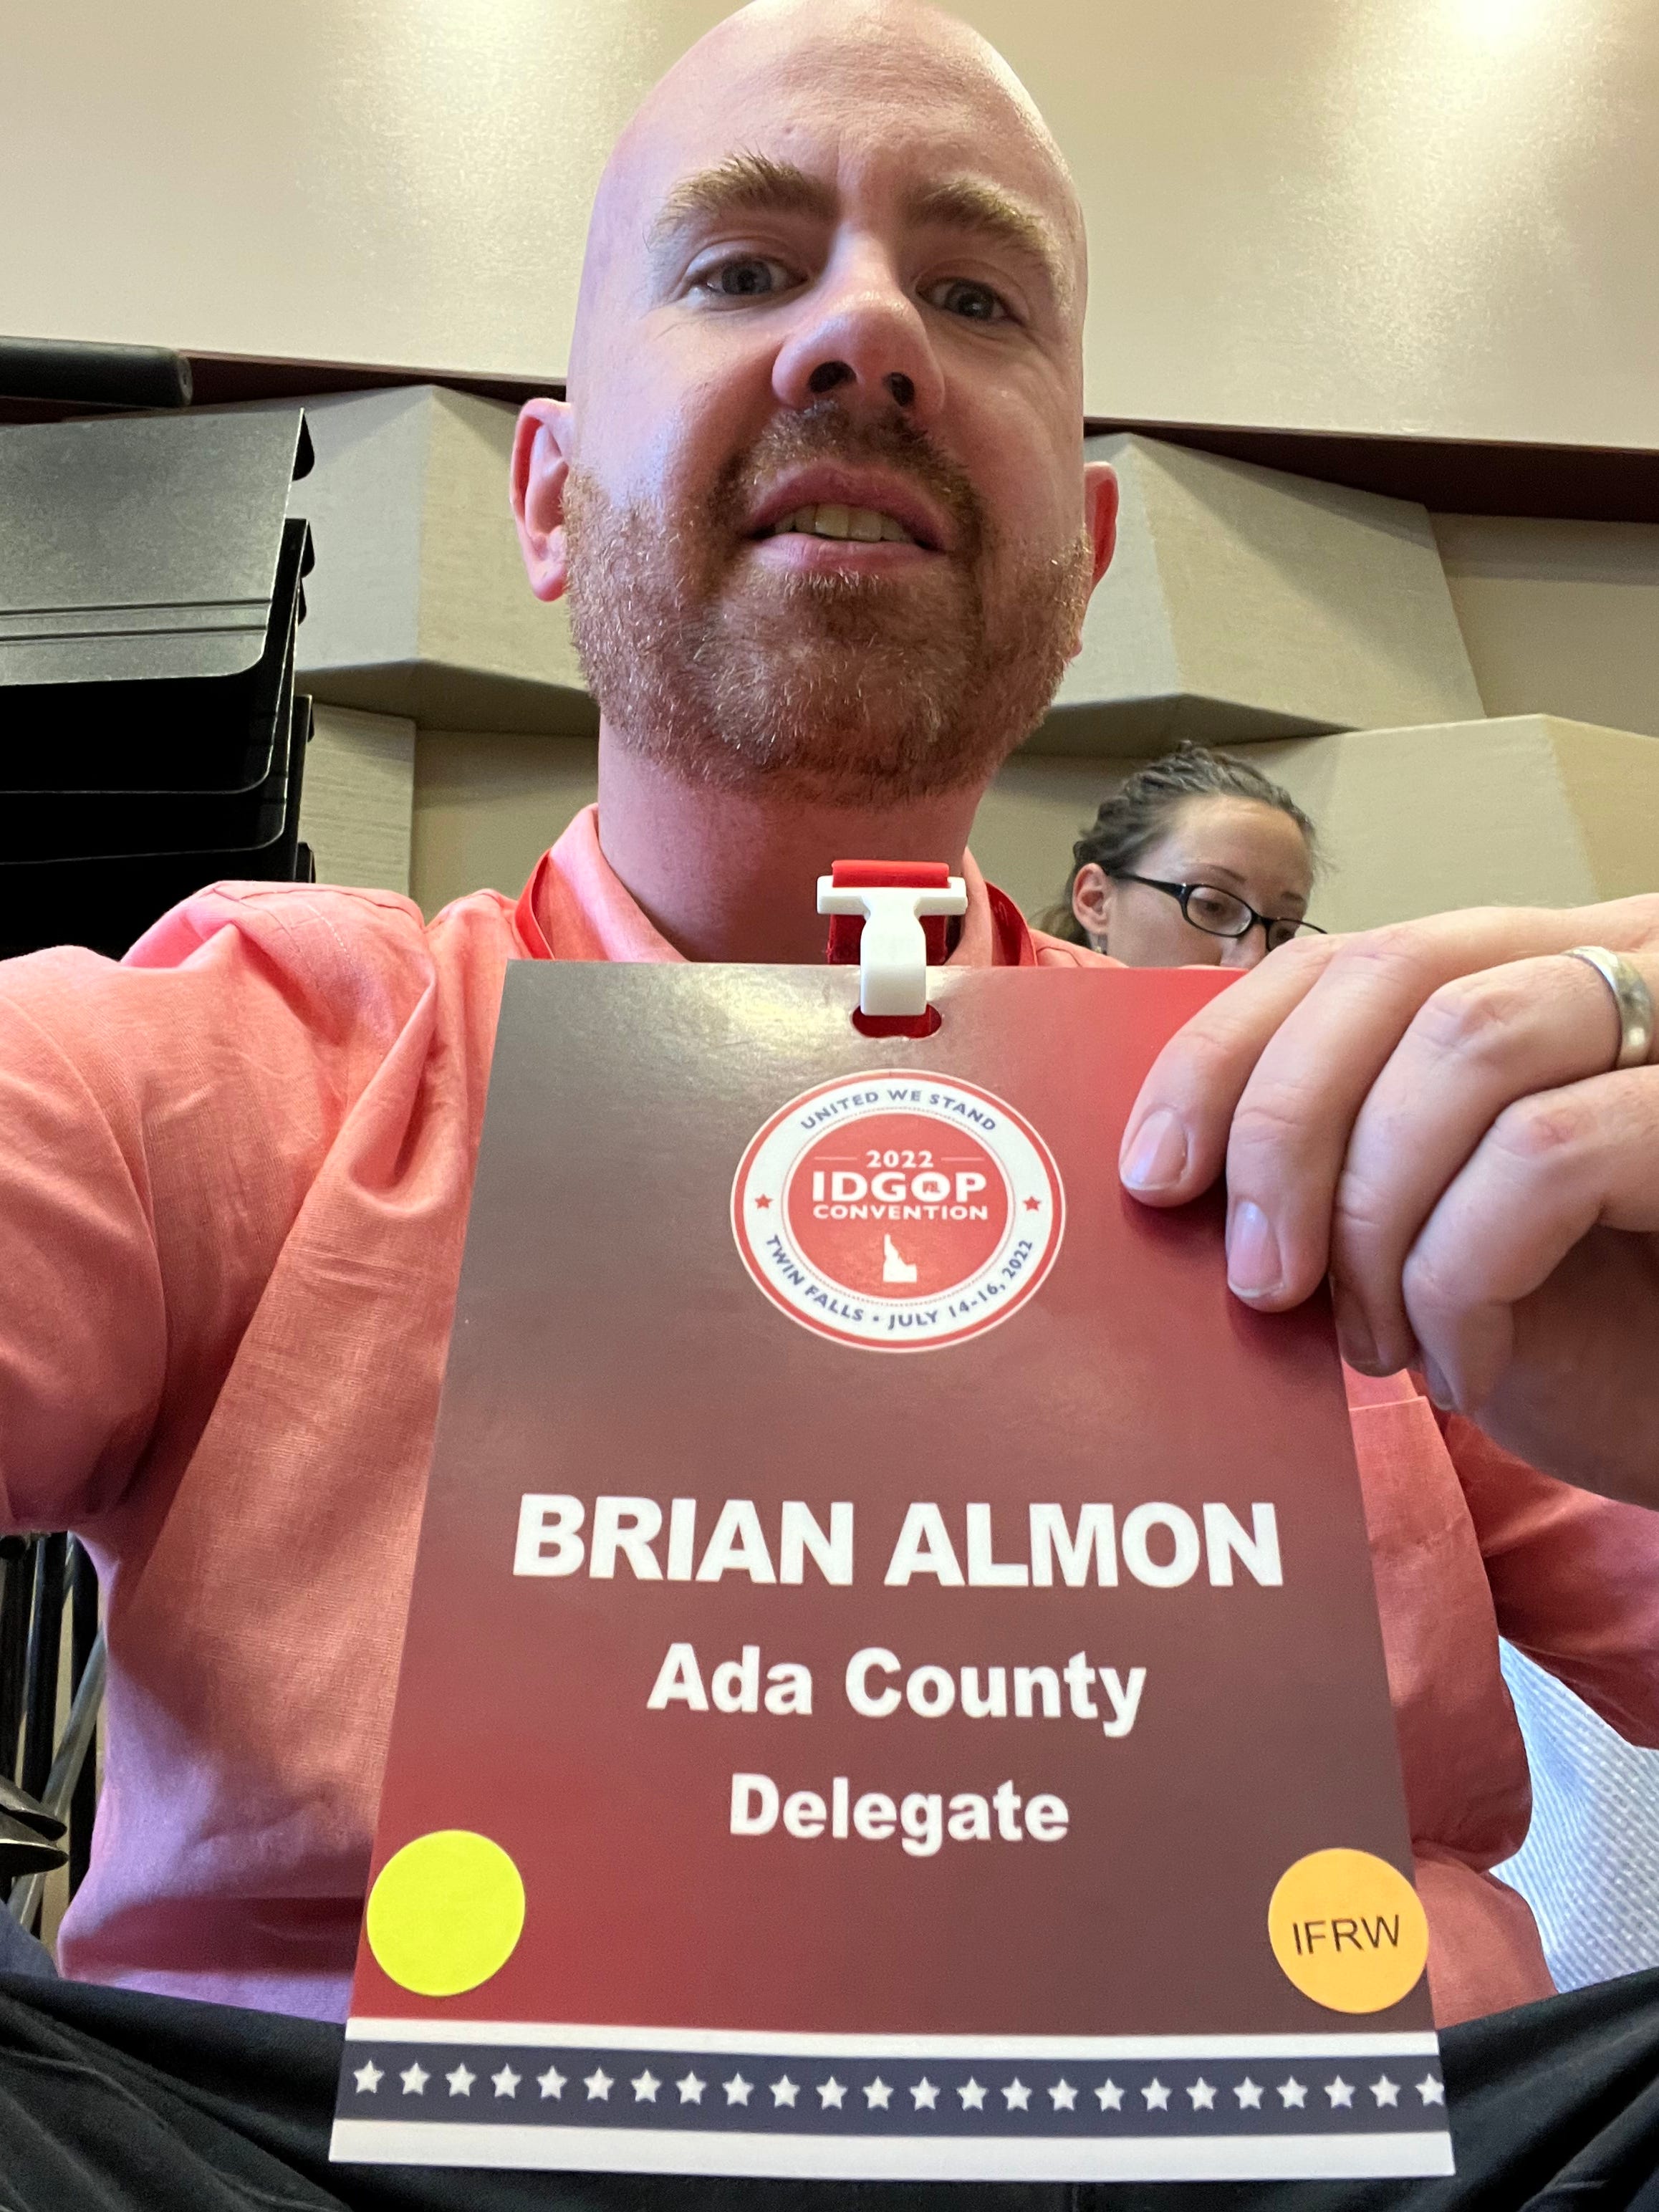 UNITED WE STAND
2022
IDGOP
CONVENTION
TWIN FALLS • JULY 14-16, 2022
BRIAN ALMON
Ada County
Delegate
IFRW